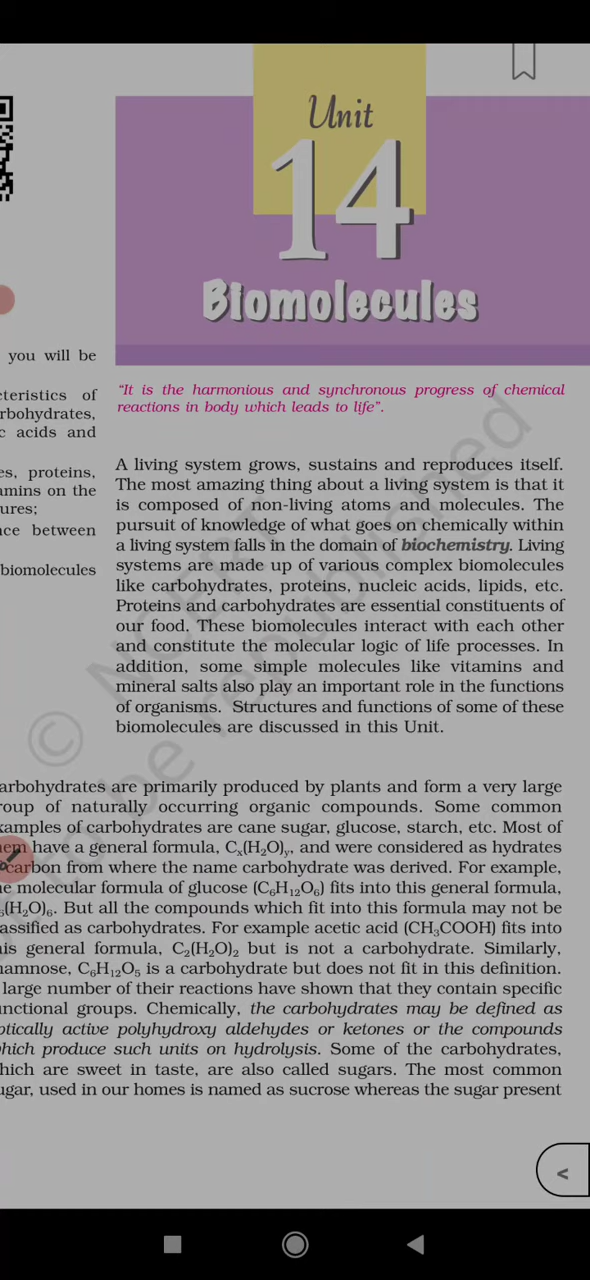 Unit
14
Biomolecules
you will be
cteristics of
rbohydrates,
c acids and
es, proteins,
amins on the
ures;
nce between
biomolecules
“It is the harmonious and synchronous progress of chemical
reactions in body which leads to life”.
A living system grows, sustains and reproduces itself.
The most amazing thing about a living system is that it
is composed of non-living atoms and molecules. The
pursuit of knowledge of what goes on chemically within
a living system falls in the domain of biochemistry. Living
systems are made up of various complex biomolecules
like carbohydrates, proteins, nucleic acids, lipids, etc.
Proteins and carbohydrates are essential constituents of
our food. These biomolecules interact with each other
and constitute the molecular logic of life processes. In
addition, some simple molecules like vitamins and
mineral salts also play an important role in the functions
of organisms. Structures and functions of some of these
biomolecules are discussed in this Unit.
arbohydrates are primarily produced by plants and form a very large
roup of naturally occurring organic compounds. Some common
xamples of carbohydrates are cane sugar, glucose, starch, etc. Most of
em have a general formula, Cₓ(H₂O)ᵧ, and were considered as hydrates
carbon from where the name carbohydrate was derived. For example,
e molecular formula of glucose (C₆H₁₂O₆) fits into this general formula,
₆(H₂O)₆. But all the compounds which fit into this formula may not be
assified as carbohydrates. For example acetic acid (CH₃COOH) fits into
is general formula, C₂(H₂O)₂ but is not a carbohydrate. Similarly,
hamnose, C₆H₁₂O₅ is a carbohydrate but does not fit in this definition.
large number of their reactions have shown that they contain specific
unctional groups. Chemically, the carbohydrates may be defined as
ptically active polyhydroxy aldehydes or ketones or the compounds
hich produce such units on hydrolysis. Some of the carbohydrates,
hich are sweet in taste, are also called sugars. The most common
ugar, used in our homes is named as sucrose whereas the sugar present
© NCERT
be republished